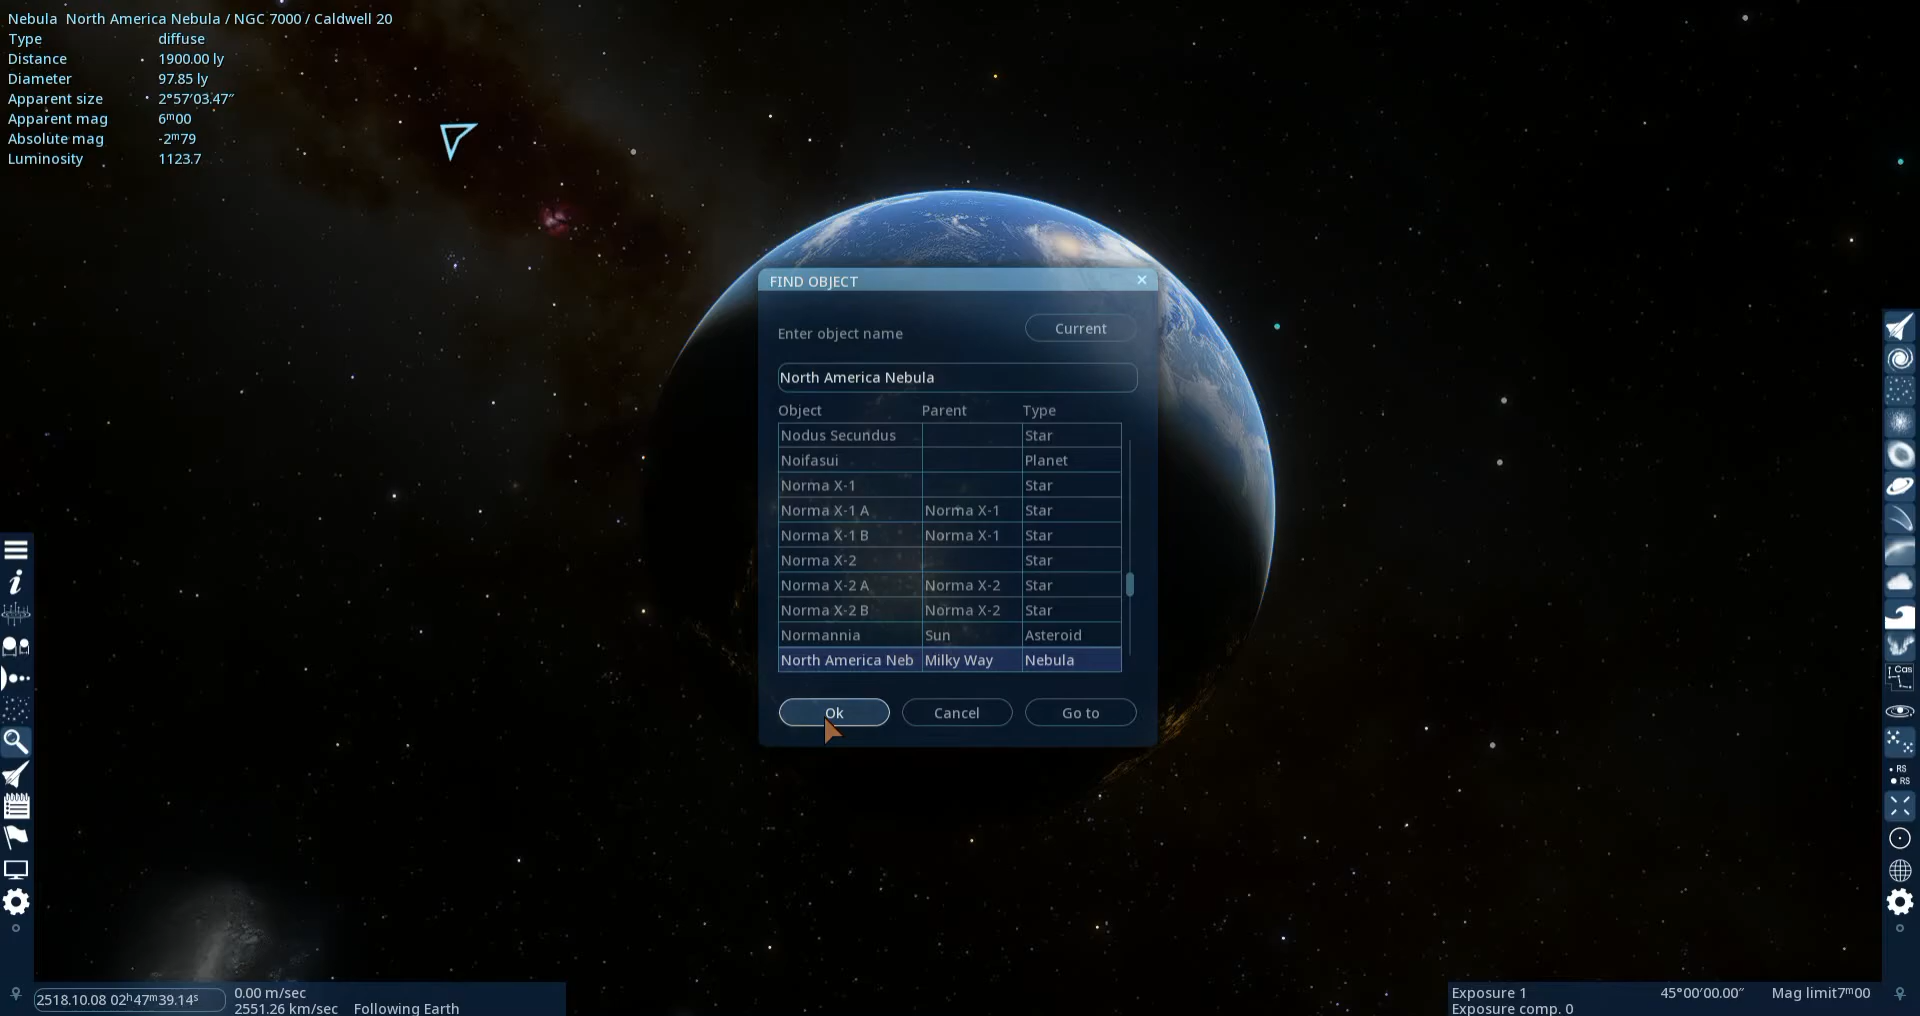 Nebula North America Nebula / NGC 7000 / Caldwell 20
Type diffuse
Distance 1900.00 ly
Diameter 97.85 ly
Apparent size 2°57′03.47″
Apparent mag 6ᵐ00
Absolute mag -2ᵐ79
Luminosity 1123.7
FIND OBJECT ×
Enter object name Current
North America Nebula
Object Parent Type
Nodus Secundus Star
Noifasui Planet
Norma X-1 Star
Norma X-1 A Norma X-1 Star
Norma X-1 B Norma X-1 Star
Norma X-2 Star
Norma X-2 A Norma X-2 Star
Norma X-2 B Norma X-2 Star
Normannia Sun Asteroid
North America Neb Milky Way Nebula
Ok Cancel Go to
Cas
RS
RS
2518.10.08 02ʰ47ᵐ39.14ˢ
0.00 m/sec
2551.26 km/sec Following Earth
Exposure 1 45°00′00.00″ Mag limit7ᵐ00
Exposure comp. 0